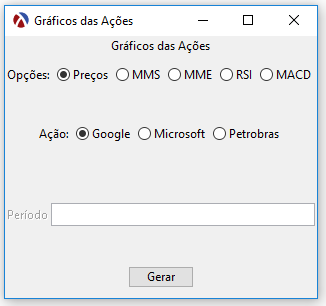 Gráficos das Ações
Gráficos das Ações
Opções: Preços MMS MME RSI MACD
Ação: Google Microsoft Petrobras
Período
Gerar